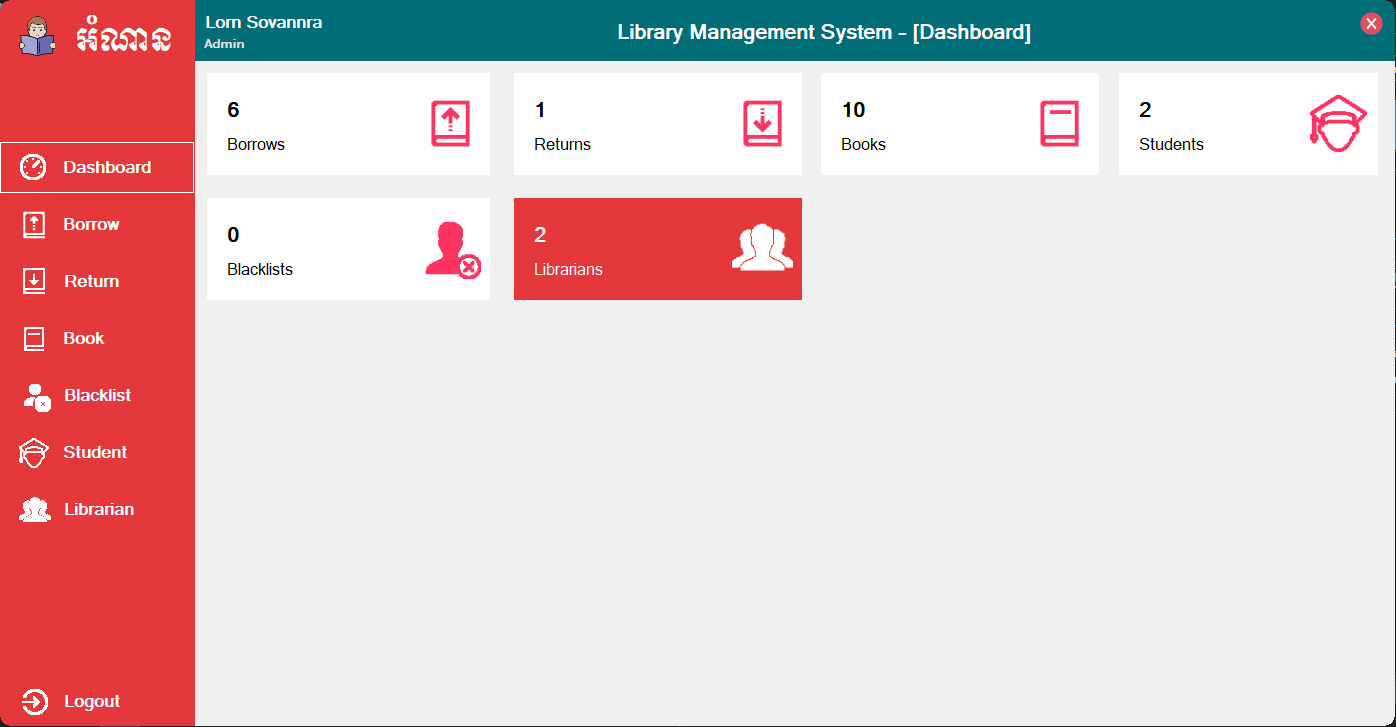 អំណាន
Lorn Sovannra
Admin
Library Management System - [Dashboard]
Dashboard
Borrow
Return
Book
Blacklist
Student
Librarian
Logout
6
Borrows
1
Returns
10
Books
2
Students
0
Blacklists
2
Librarians